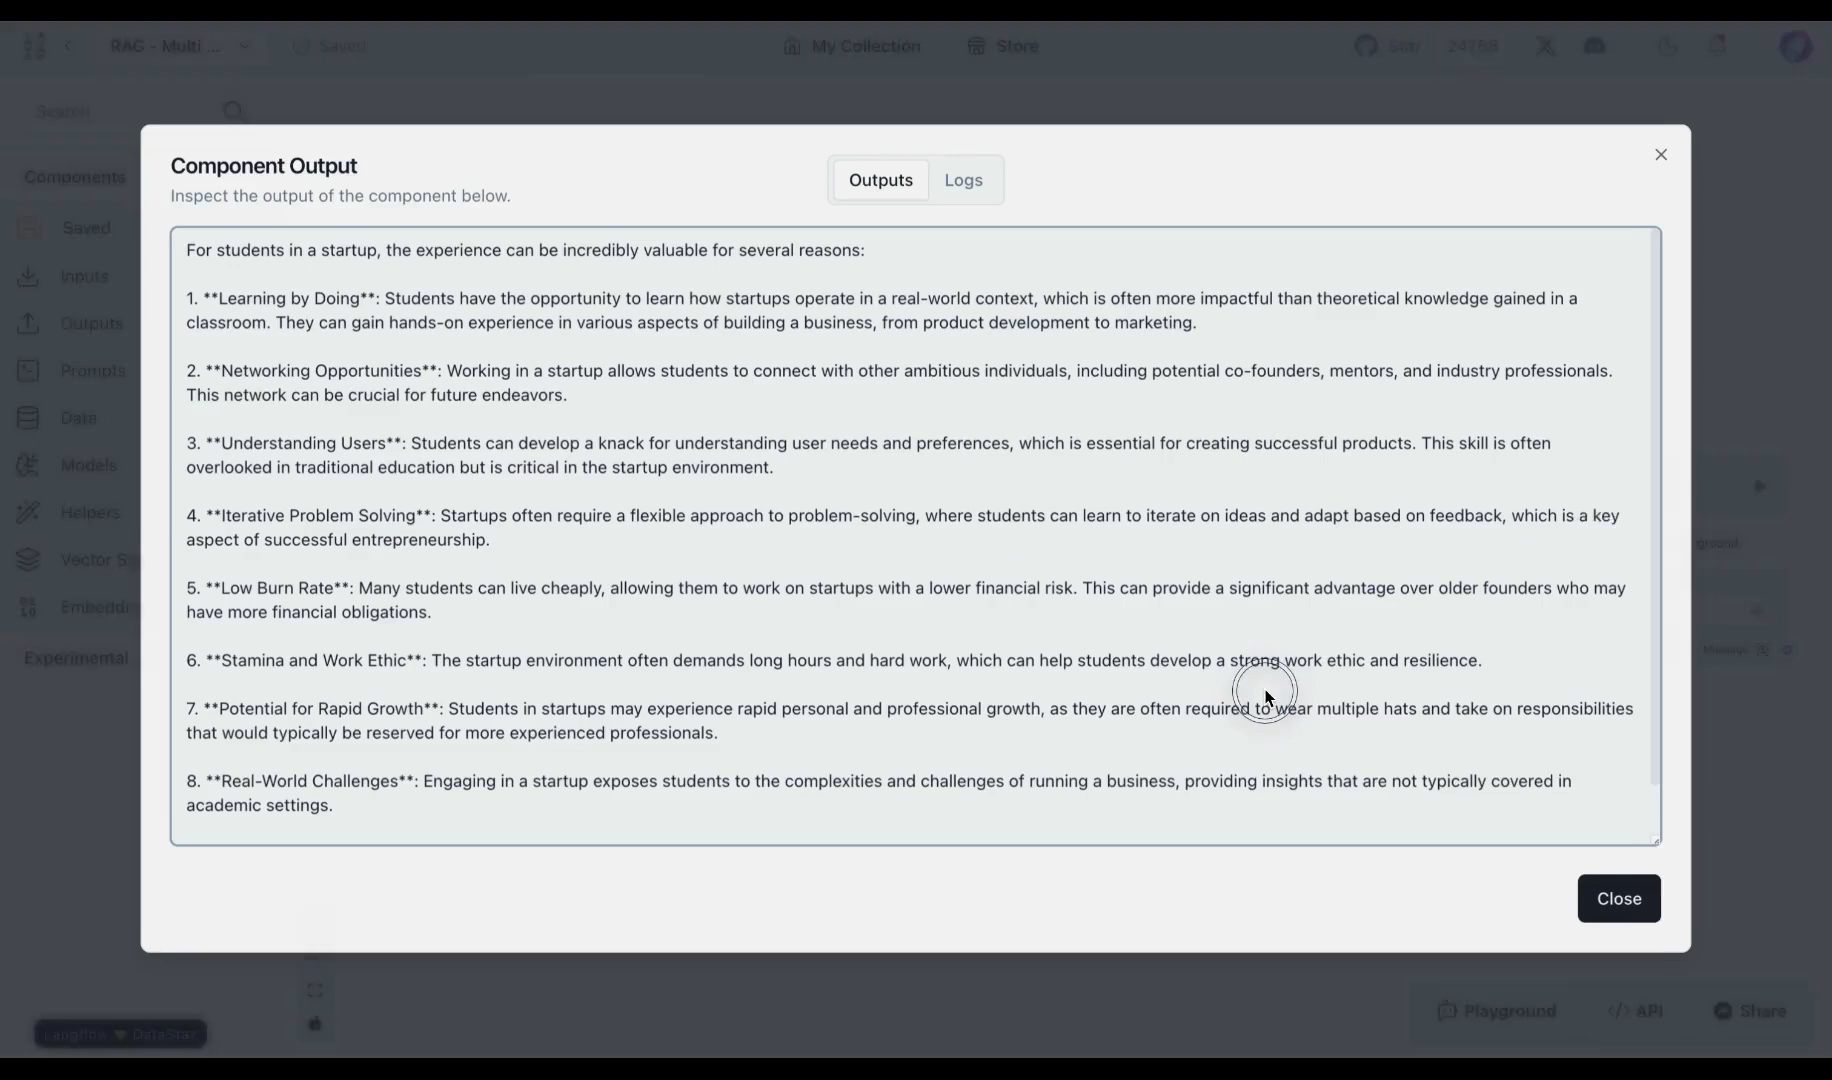 RAG - Multi ...
Saved
My Collection
Store
Star
Search
Component Output
Outputs
Logs
Inspect the output of the component below.
Components
Saved
Inputs
Outputs
Prompts
Data
Models
Helpers
Vector S
Embeddi
Experimental
For students in a startup, the experience can be incredibly valuable for several reasons:
1. **Learning by Doing**: Students have the opportunity to learn how startups operate in a real-world context, which is often more impactful than theoretical knowledge gained in a
classroom. They can gain hands-on experience in various aspects of building a business, from product development to marketing.
2. **Networking Opportunities**: Working in a startup allows students to connect with other ambitious individuals, including potential co-founders, mentors, and industry professionals.
This network can be crucial for future endeavors.
3. **Understanding Users**: Students can develop a knack for understanding user needs and preferences, which is essential for creating successful products. This skill is often
overlooked in traditional education but is critical in the startup environment.
4. **Iterative Problem Solving**: Startups often require a flexible approach to problem-solving, where students can learn to iterate on ideas and adapt based on feedback, which is a key
aspect of successful entrepreneurship.
5. **Low Burn Rate**: Many students can live cheaply, allowing them to work on startups with a lower financial risk. This can provide a significant advantage over older founders who may
have more financial obligations.
6. **Stamina and Work Ethic**: The startup environment often demands long hours and hard work, which can help students develop a strong work ethic and resilience.
7. **Potential for Rapid Growth**: Students in startups may experience rapid personal and professional growth, as they are often required to wear multiple hats and take on responsibilities
that would typically be reserved for more experienced professionals.
8. **Real-World Challenges**: Engaging in a startup exposes students to the complexities and challenges of running a business, providing insights that are not typically covered in
academic settings.
ground
Message
Close
Langflow
DataStax
Playground
</> API
Share